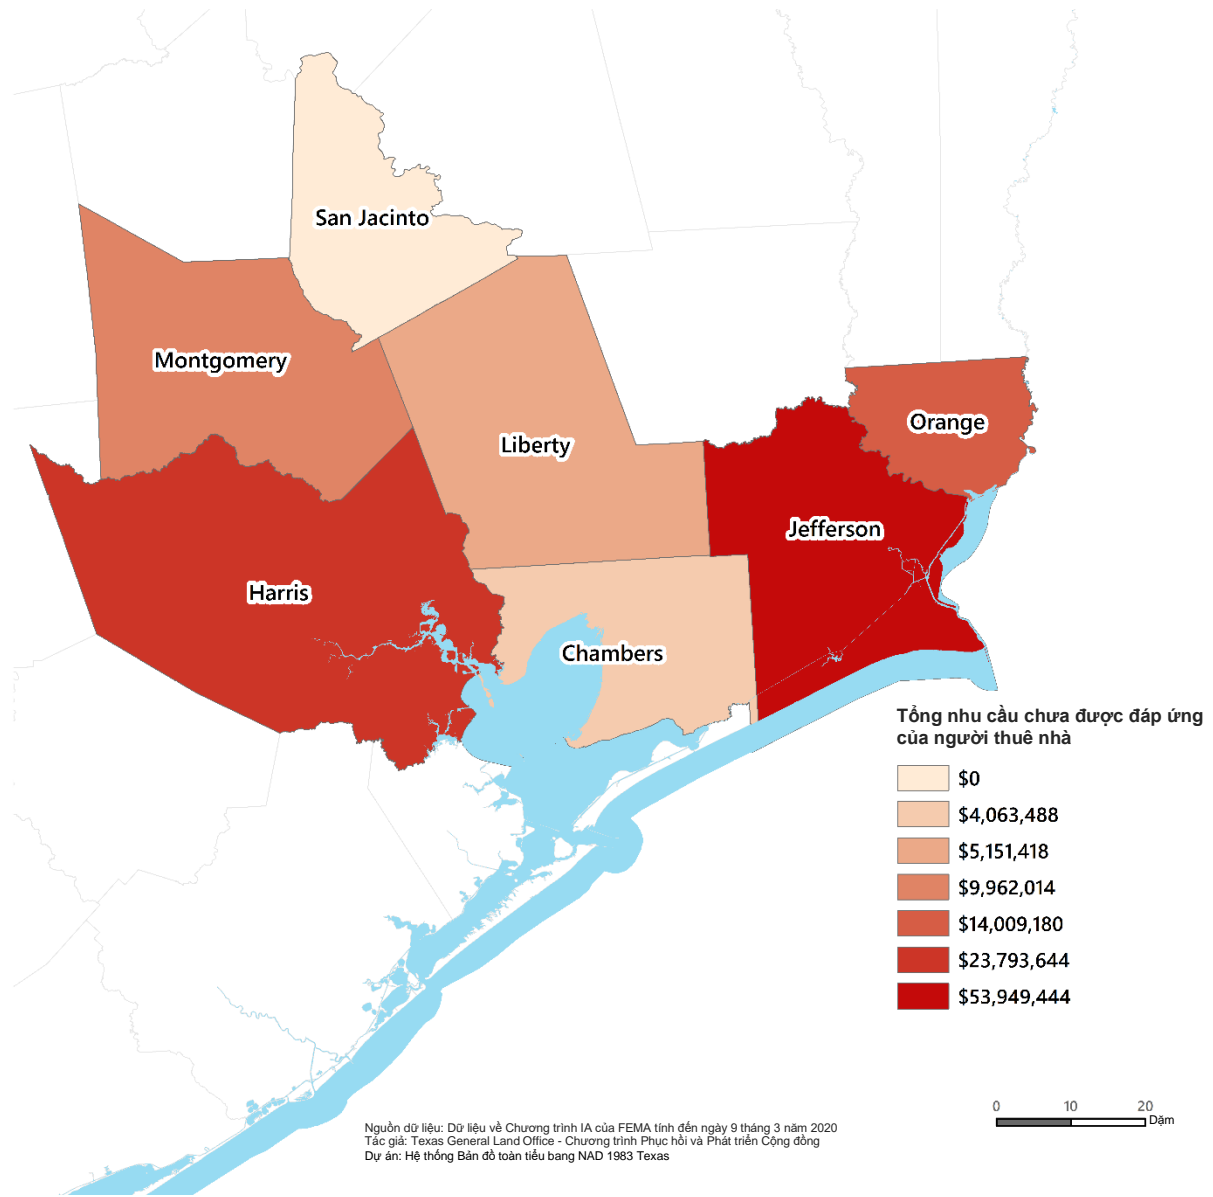 San Jacinto
Montgomery
Orange
Liberty
Jefferson
Harris
Chambers
Tổng nhu cầu chưa được đáp ứng
của người thuê nhà
$0
$4,063,488
$5,151,418
$9,962,014
$14,009,180
$23,793,644
$53,949,444
0 10 20
Dặm
Nguồn dữ liệu: Dữ liệu về Chương trình IA của FEMA tính đến ngày 9 tháng 3 năm 2020
Tác giả: Texas General Land Office - Chương trình Phục hồi và Phát triển Cộng đồng
Dự án: Hệ thống Bản đồ toàn tiểu bang NAD 1983 Texas